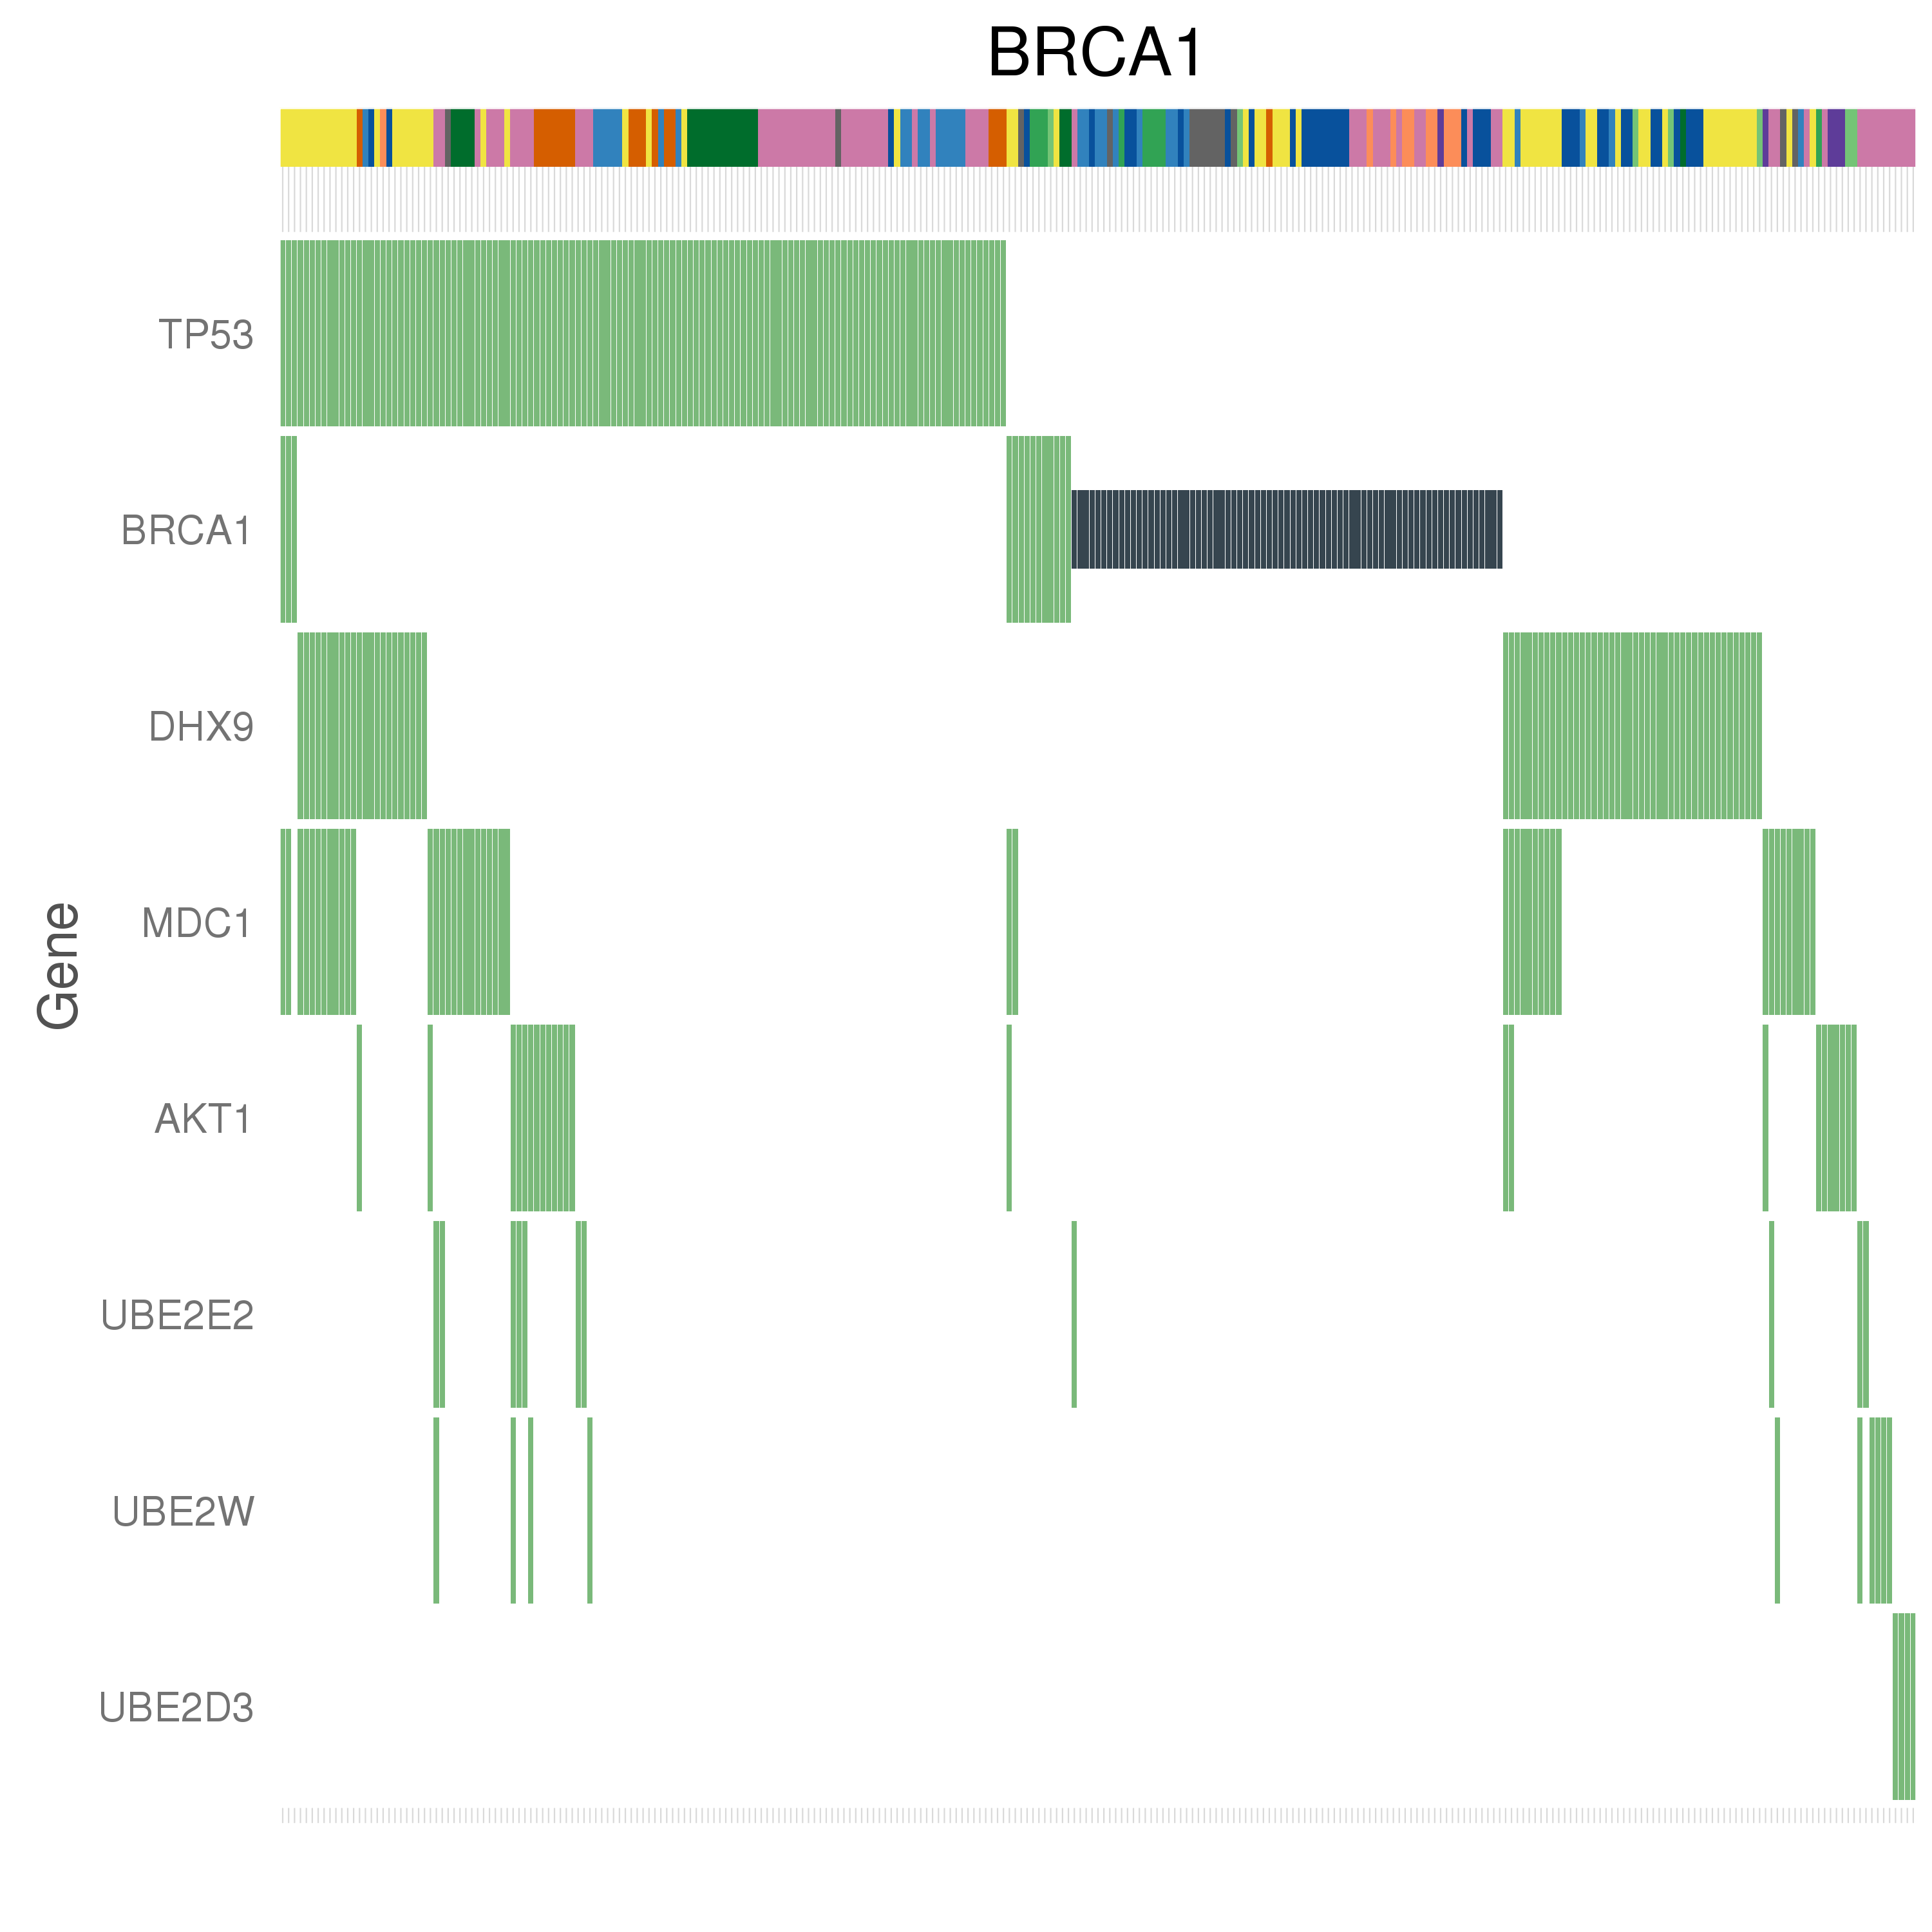 BRCA1
Gene
TP53
BRCA1
DHX9
MDC1
AKT1
UBE2E2
UBE2W
UBE2D3